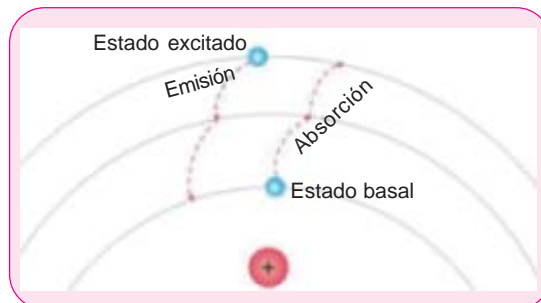 Estado excitado
Emisión
Absorción
Estado basal
+